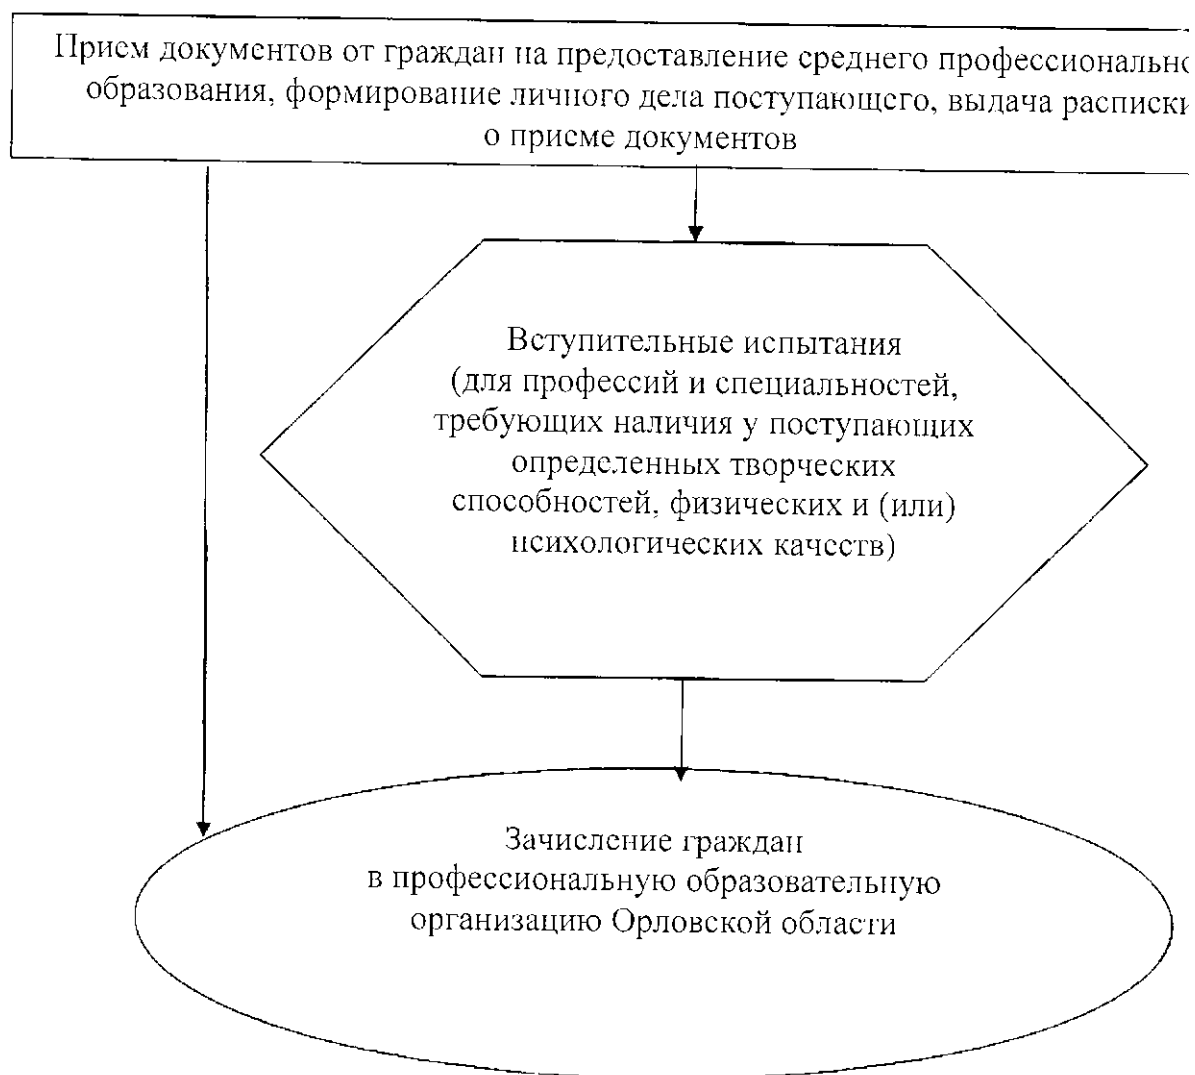 Прием документов от граждан на предоставление среднего профессионально
образования, формирование личного дела поступающего, выдача расписки
о приеме документов
Вступительные испытания
(для профессий и специальностей,
требующих наличия у поступающих
определенных творческих
способностей, физических и (или)
психологических качеств)
Зачисление граждан
в профессиональную образовательную
организацию Орловской области